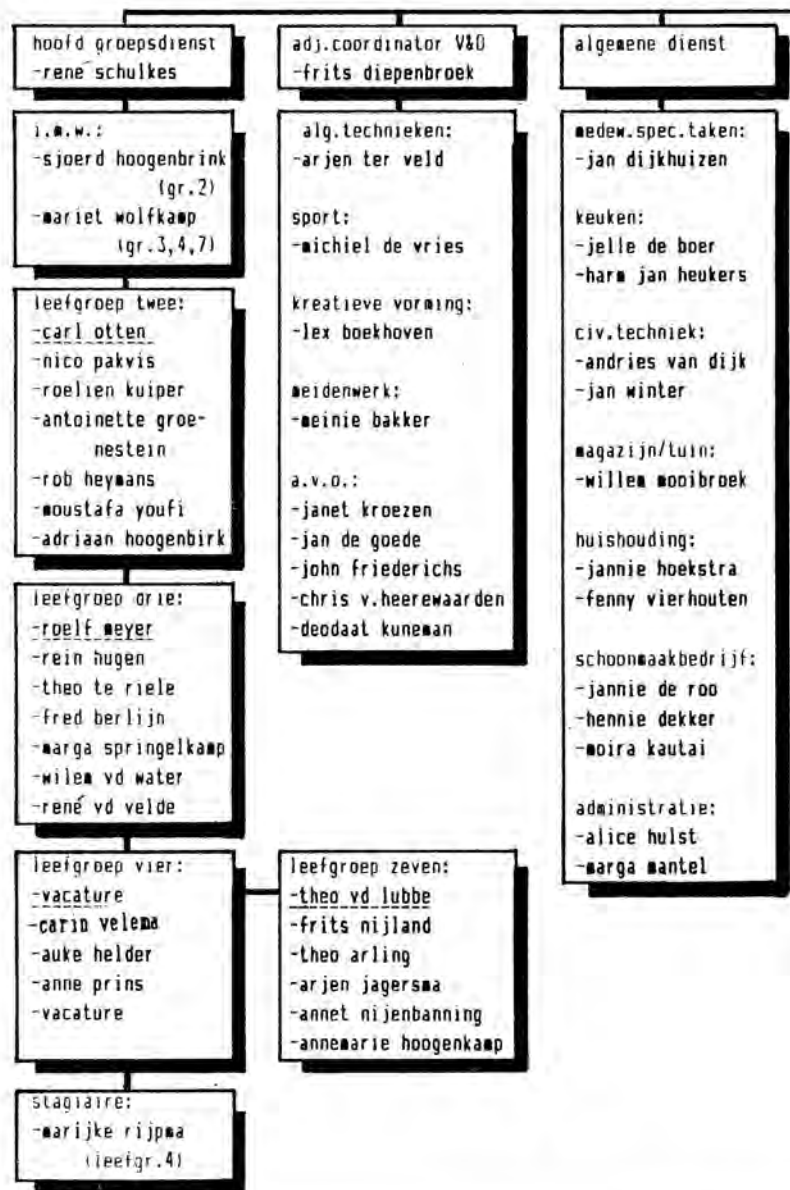 hoofd groepsdienst
-rené schulkes
i.m.w.:
-sjoerd hoogenbrink
(gr.2)
-mariet wolfkamp
(gr.3,4,7)
leefgroep twee:
-carl otten
-nico pakvis
-roelien kuiper
-antoinette groe-
nestein
-rob heymans
-moustafa youfi
-adriaan hoogenbirk
leefgroep drie:
-roelf meyer
-rein hugen
-theo te riele
-fred berlijn
-marga springelkamp
-wilem vd water
-rené vd velde
leefgroep vier:
-vacature
-carin velema
-auke helder
-anne prins
-vacature
stagiaire:
-marijke rijpma
(leefgr.4)
adj.coordinator V&O
-frits diepenbroek
alg.technieken:
-arjen ter veld
sport:
-michiel de vries
kreatieve vorming:
-lex boekhoven
meidenwerk:
-meinie bakker
a.v.o.:
-janet kroezen
-jan de goede
-john friederichs
-chris v.heerewaarden
-deodaat kuneman
leefgroep zeven:
-theo vd lubbe
-frits nijland
-theo arling
-arjen jagersma
-annet nijenbanning
-annemarie hoogenkamp
algemene dienst
medew.spec.taken:
-jan dijkhuizen
keuken:
-jelle de boer
-harm jan heukers
civ.techniek:
-andries van dijk
-jan winter
magazijn/tuin:
-willem mooibroek
huishouding:
-jannie hoekstra
-fenny vierhouten
schoonmaakbedrijf:
-jannie de roo
-hennie dekker
-moira kautai
administratie:
-alice hulst
-marga mantel